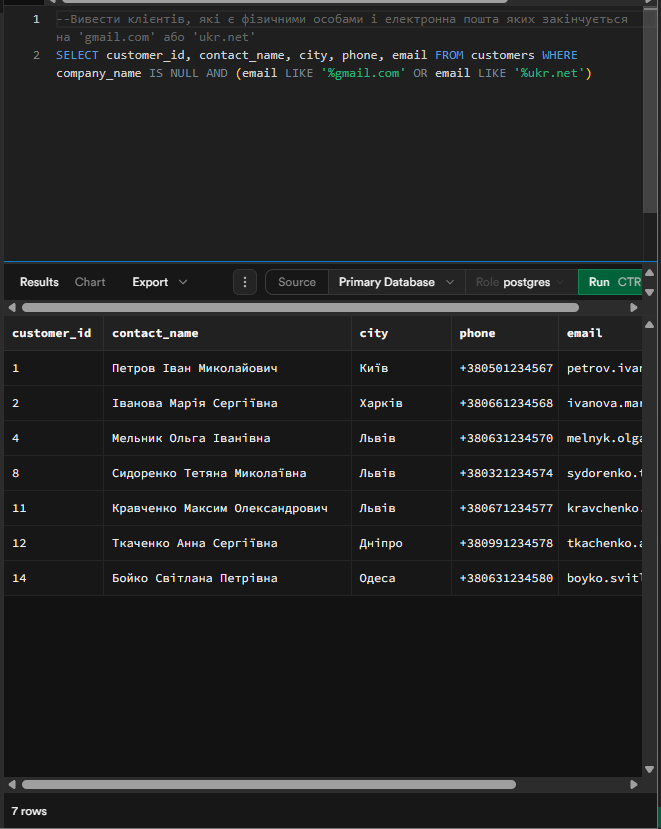 1 --Вивести клієнтів, які є фізичними особами і електронна пошта яких закінчується
на 'gmail.com' або 'ukr.net'
2 SELECT customer_id, contact_name, city, phone, email FROM customers WHERE
company_name IS NULL AND (email LIKE '%gmail.com' OR email LIKE '%ukr.net')
Results Chart Export Source Primary Database Role postgres Run CTR
customer_id contact_name city phone email
1 Петров Іван Миколайович Київ +380501234567 petrov.ivan
2 Іванова Марія Сергіївна Харків +380661234568 ivanova.mar
4 Мельник Ольга Іванівна Львів +380631234570 melnyk.olga
8 Сидоренко Тетяна Миколаївна Львів +380321234574 sydorenko.t
11 Кравченко Максим Олександрович Львів +380671234577 kravchenko.
12 Ткаченко Анна Сергіївна Дніпро +380991234578 tkachenko.a
14 Бойко Світлана Петрівна Одеса +380631234580 boyko.svitl
7 rows